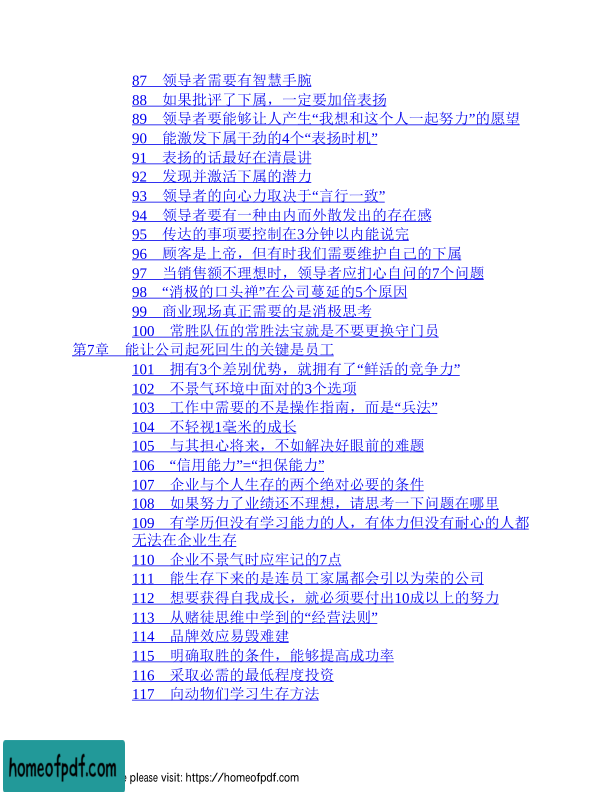 87 领导者需要有智慧手腕
88 如果批评了下属，一定要加倍表扬
89 领导者要能够让人产生“我想和这个人一起努力”的愿望
90 能激发下属干劲的4个“表扬时机”
91 表扬的话最好在清晨讲
92 发现并激活下属的潜力
93 领导者的向心力取决于“言行一致”
94 领导者要有一种由内而外散发出的存在感
95 传达的事项要控制在3分钟以内能说完
96 顾客是上帝，但有时我们需要维护自己的下属
97 当销售额不理想时，领导者应扪心自问的7个问题
98 “消极的口头禅”在公司蔓延的5个原因
99 商业现场真正需要的是消极思考
100 常胜队伍的常胜法宝就是不要更换守门员
第7章 能让公司起死回生的关键是员工
101 拥有3个差别优势，就拥有了“鲜活的竞争力”
102 不景气环境中面对的3个选项
103 工作中需要的不是操作指南，而是“兵法”
104 不轻视1毫米的成长
105 与其担心将来，不如解决好眼前的难题
106 “信用能力”=“担保能力”
107 企业与个人生存的两个绝对必要的条件
108 如果努力了业绩还不理想，请思考一下问题在哪里
109 有学历但没有学习能力的人，有体力但没有耐心的人都
无法在企业生存
110 企业不景气时应牢记的7点
111 能生存下来的是连员工家属都会引以为荣的公司
112 想要获得自我成长，就必须要付出10成以上的努力
113 从赌徒思维中学到的“经营法则”
114 品牌效应易毁难建
115 明确取胜的条件，能够提高成功率
116 采取必需的最低程度投资
117 向动物们学习生存方法
homeofpdf.com
e please visit: https://homeofpdf.com